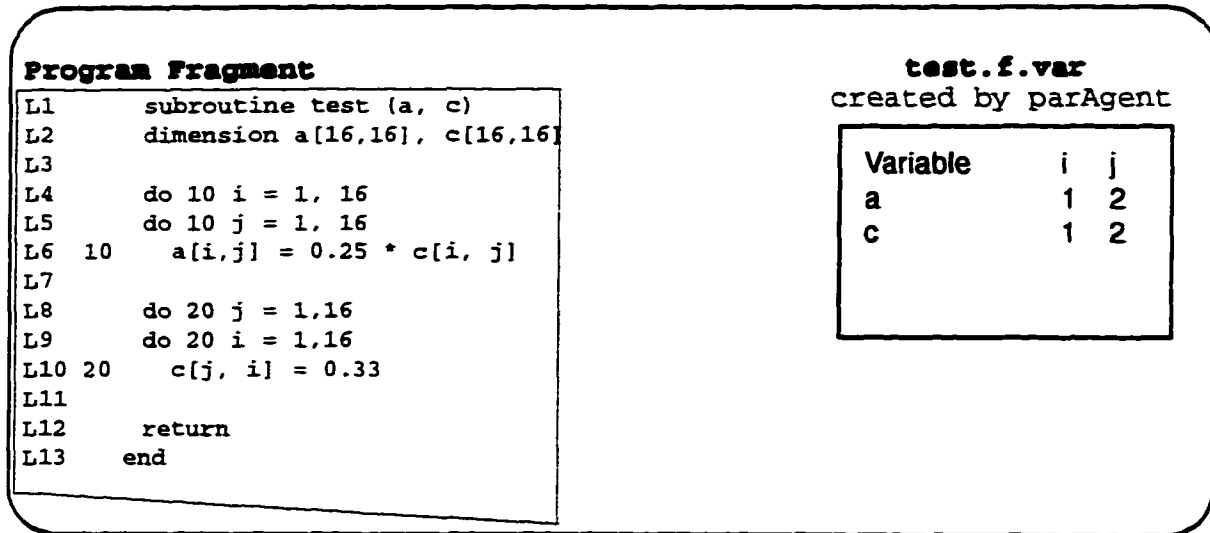 Program Fragment
L1 subroutine test (a, c)
L2 dimension a[16,16], c[16,16]
L3
L4 do 10 i = 1, 16
L5 do 10 j = 1, 16
L6 10 a[i,j] = 0.25 * c[i, j]
L7
L8 do 20 j = 1,16
L9 do 20 i = 1,16
L10 20 c[j, i] = 0.33
L11
L12 return
L13 end
test.f.var
created by parAgent
Variable i j
a 1 2
c 1 2